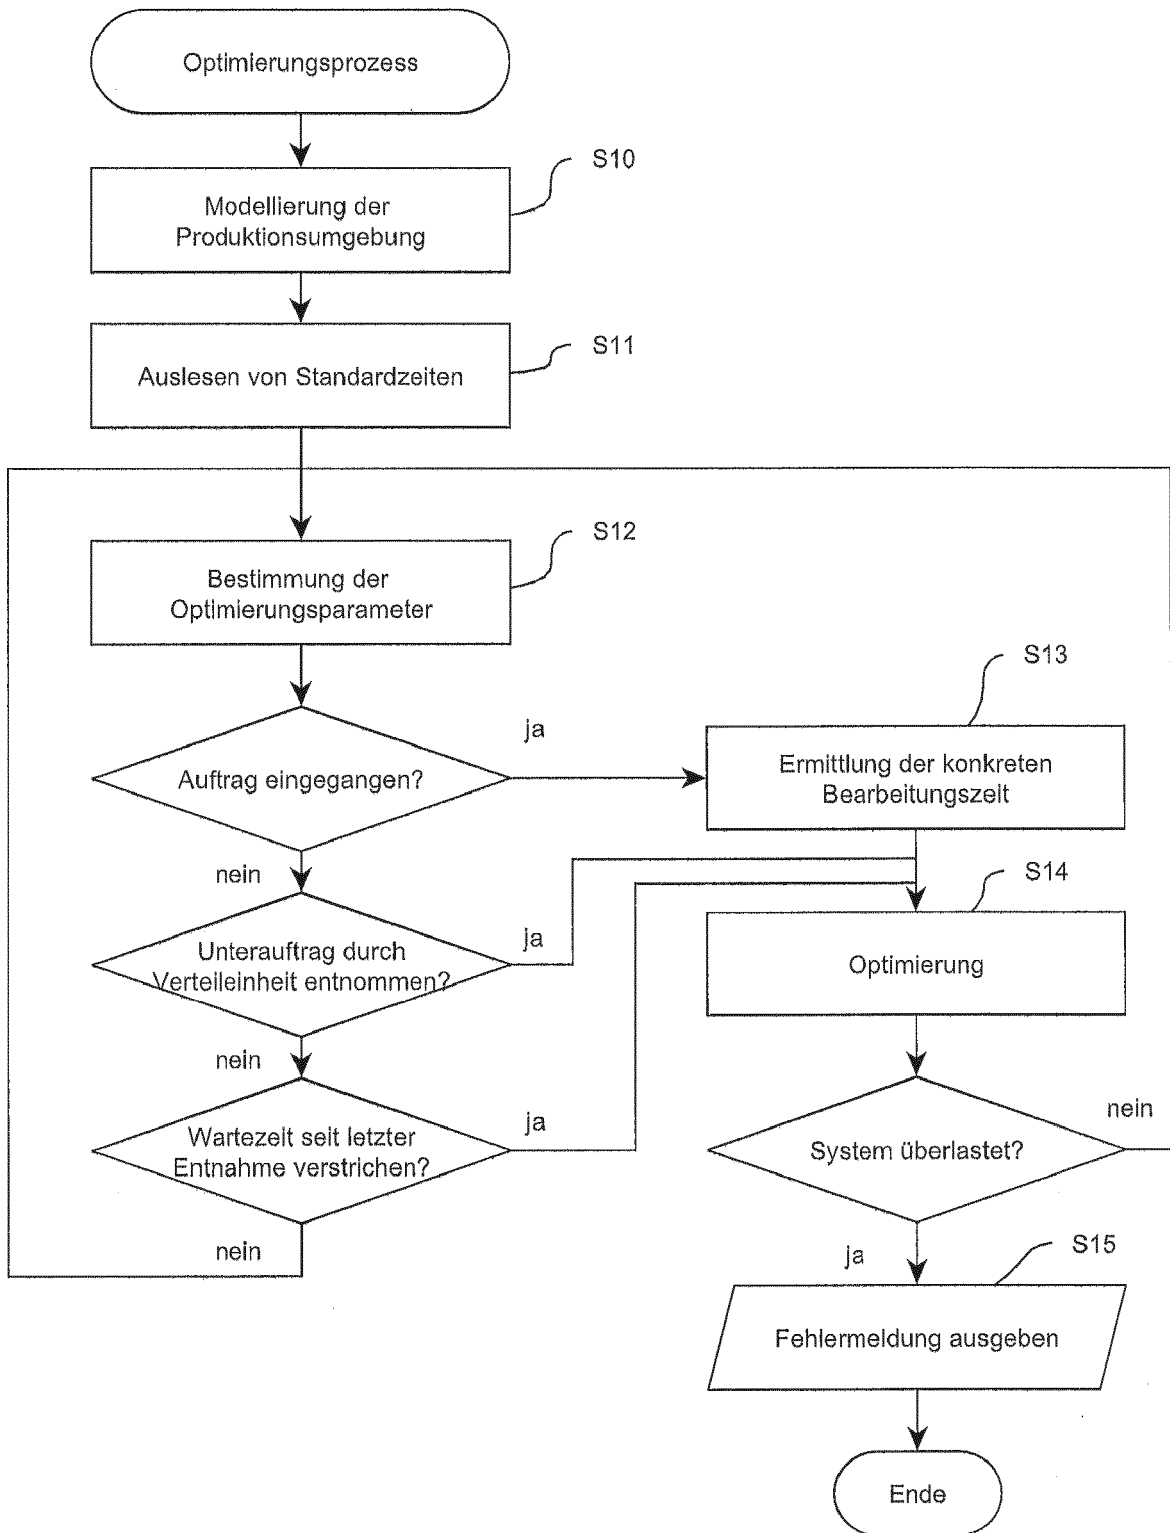 Optimierungsprozess
S10
Modellierung der
Produktionsumgebung
S11
Auslesen von Standardzeiten
S12
Bestimmung der
Optimierungsparameter
S13
ja
Auftrag eingegangen?
Ermittlung der konkreten
Bearbeitungszeit
nein
S14
Unterauftrag durch
Verteileinheit entnommen?
ja
Optimierung
nein
Wartezeit seit letzter
Entnahme verstrichen?
ja
nein
System überlastet?
nein
ja
S15
Fehlermeldung ausgeben
Ende